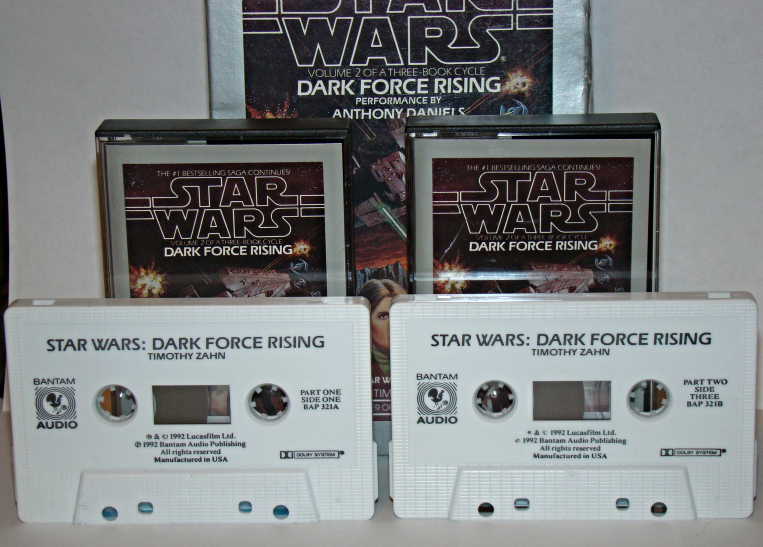 STAR
WARS®
VOLUME 2 OF A THREE-BOOK CYCLE
DARK FORCE RISING
PERFORMANCE BY
ANTHONY DANIELS
THE #1 BESTSELLING SAGA CONTINUES!
STAR
WARS
VOLUME 2 OF A THREE-BOOK CYCLE
DARK FORCE RISING
THE #1 BESTSELLING SAGA CONTINUES!
STAR
WARS
VOLUME 2 OF A THREE-BOOK CYCLE
DARK FORCE RISING
STAR WARS: DARK FORCE RISING
TIMOTHY ZAHN
BANTAM
AUDIO
PART ONE
SIDE ONE
BAP 321A
® & © 1992 Lucasfilm Ltd.
℗ 1992 Bantam Audio Publishing
All rights reserved
Manufactured in USA
DOLBY SYSTEM®
STAR WARS: DARK FORCE RISING
TIMOTHY ZAHN
BANTAM
AUDIO
PART TWO
SIDE
THREE
BAP 321B
® & © 1992 Lucasfilm Ltd.
℗ 1992 Bantam Audio Publishing
All rights reserved
Manufactured in USA
DOLBY SYSTEM®